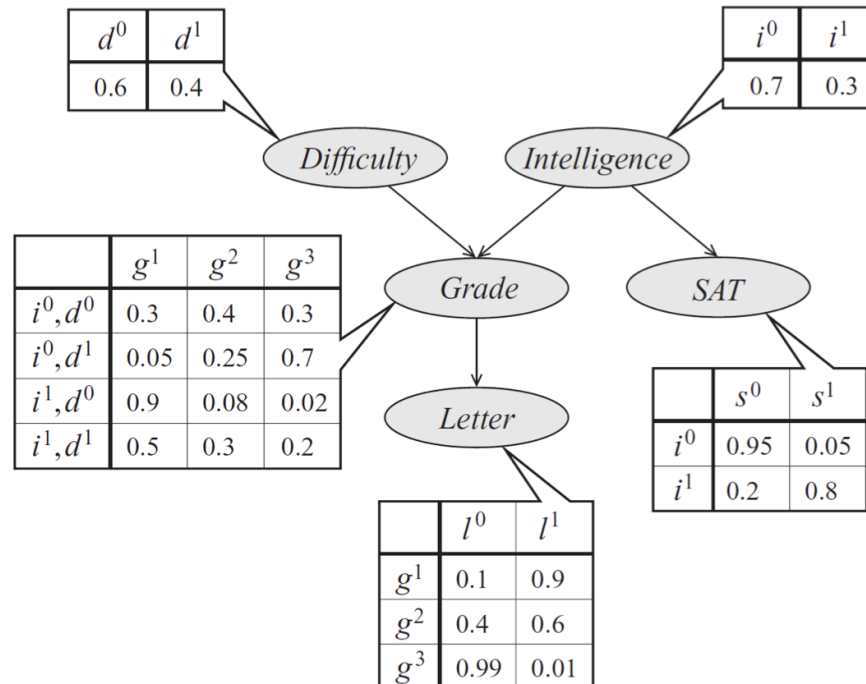 d⁰ d¹
0.6 0.4
i⁰ i¹
0.7 0.3
Difficulty
Intelligence
g¹ g² g³
i⁰,d⁰ 0.3 0.4 0.3
i⁰,d¹ 0.05 0.25 0.7
i¹,d⁰ 0.9 0.08 0.02
i¹,d¹ 0.5 0.3 0.2
Grade
SAT
Letter
s⁰ s¹
i⁰ 0.95 0.05
i¹ 0.2 0.8
l⁰ l¹
g¹ 0.1 0.9
g² 0.4 0.6
g³ 0.99 0.01